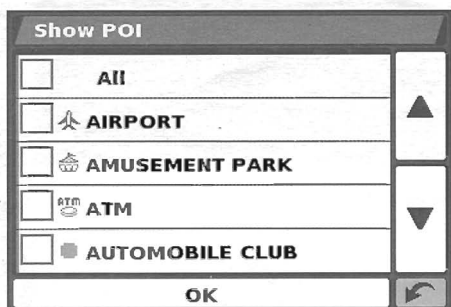 Show POI
All
AIRPORT
AMUSEMENT PARK
ATM ATM
AUTOMOBILE CLUB
OK